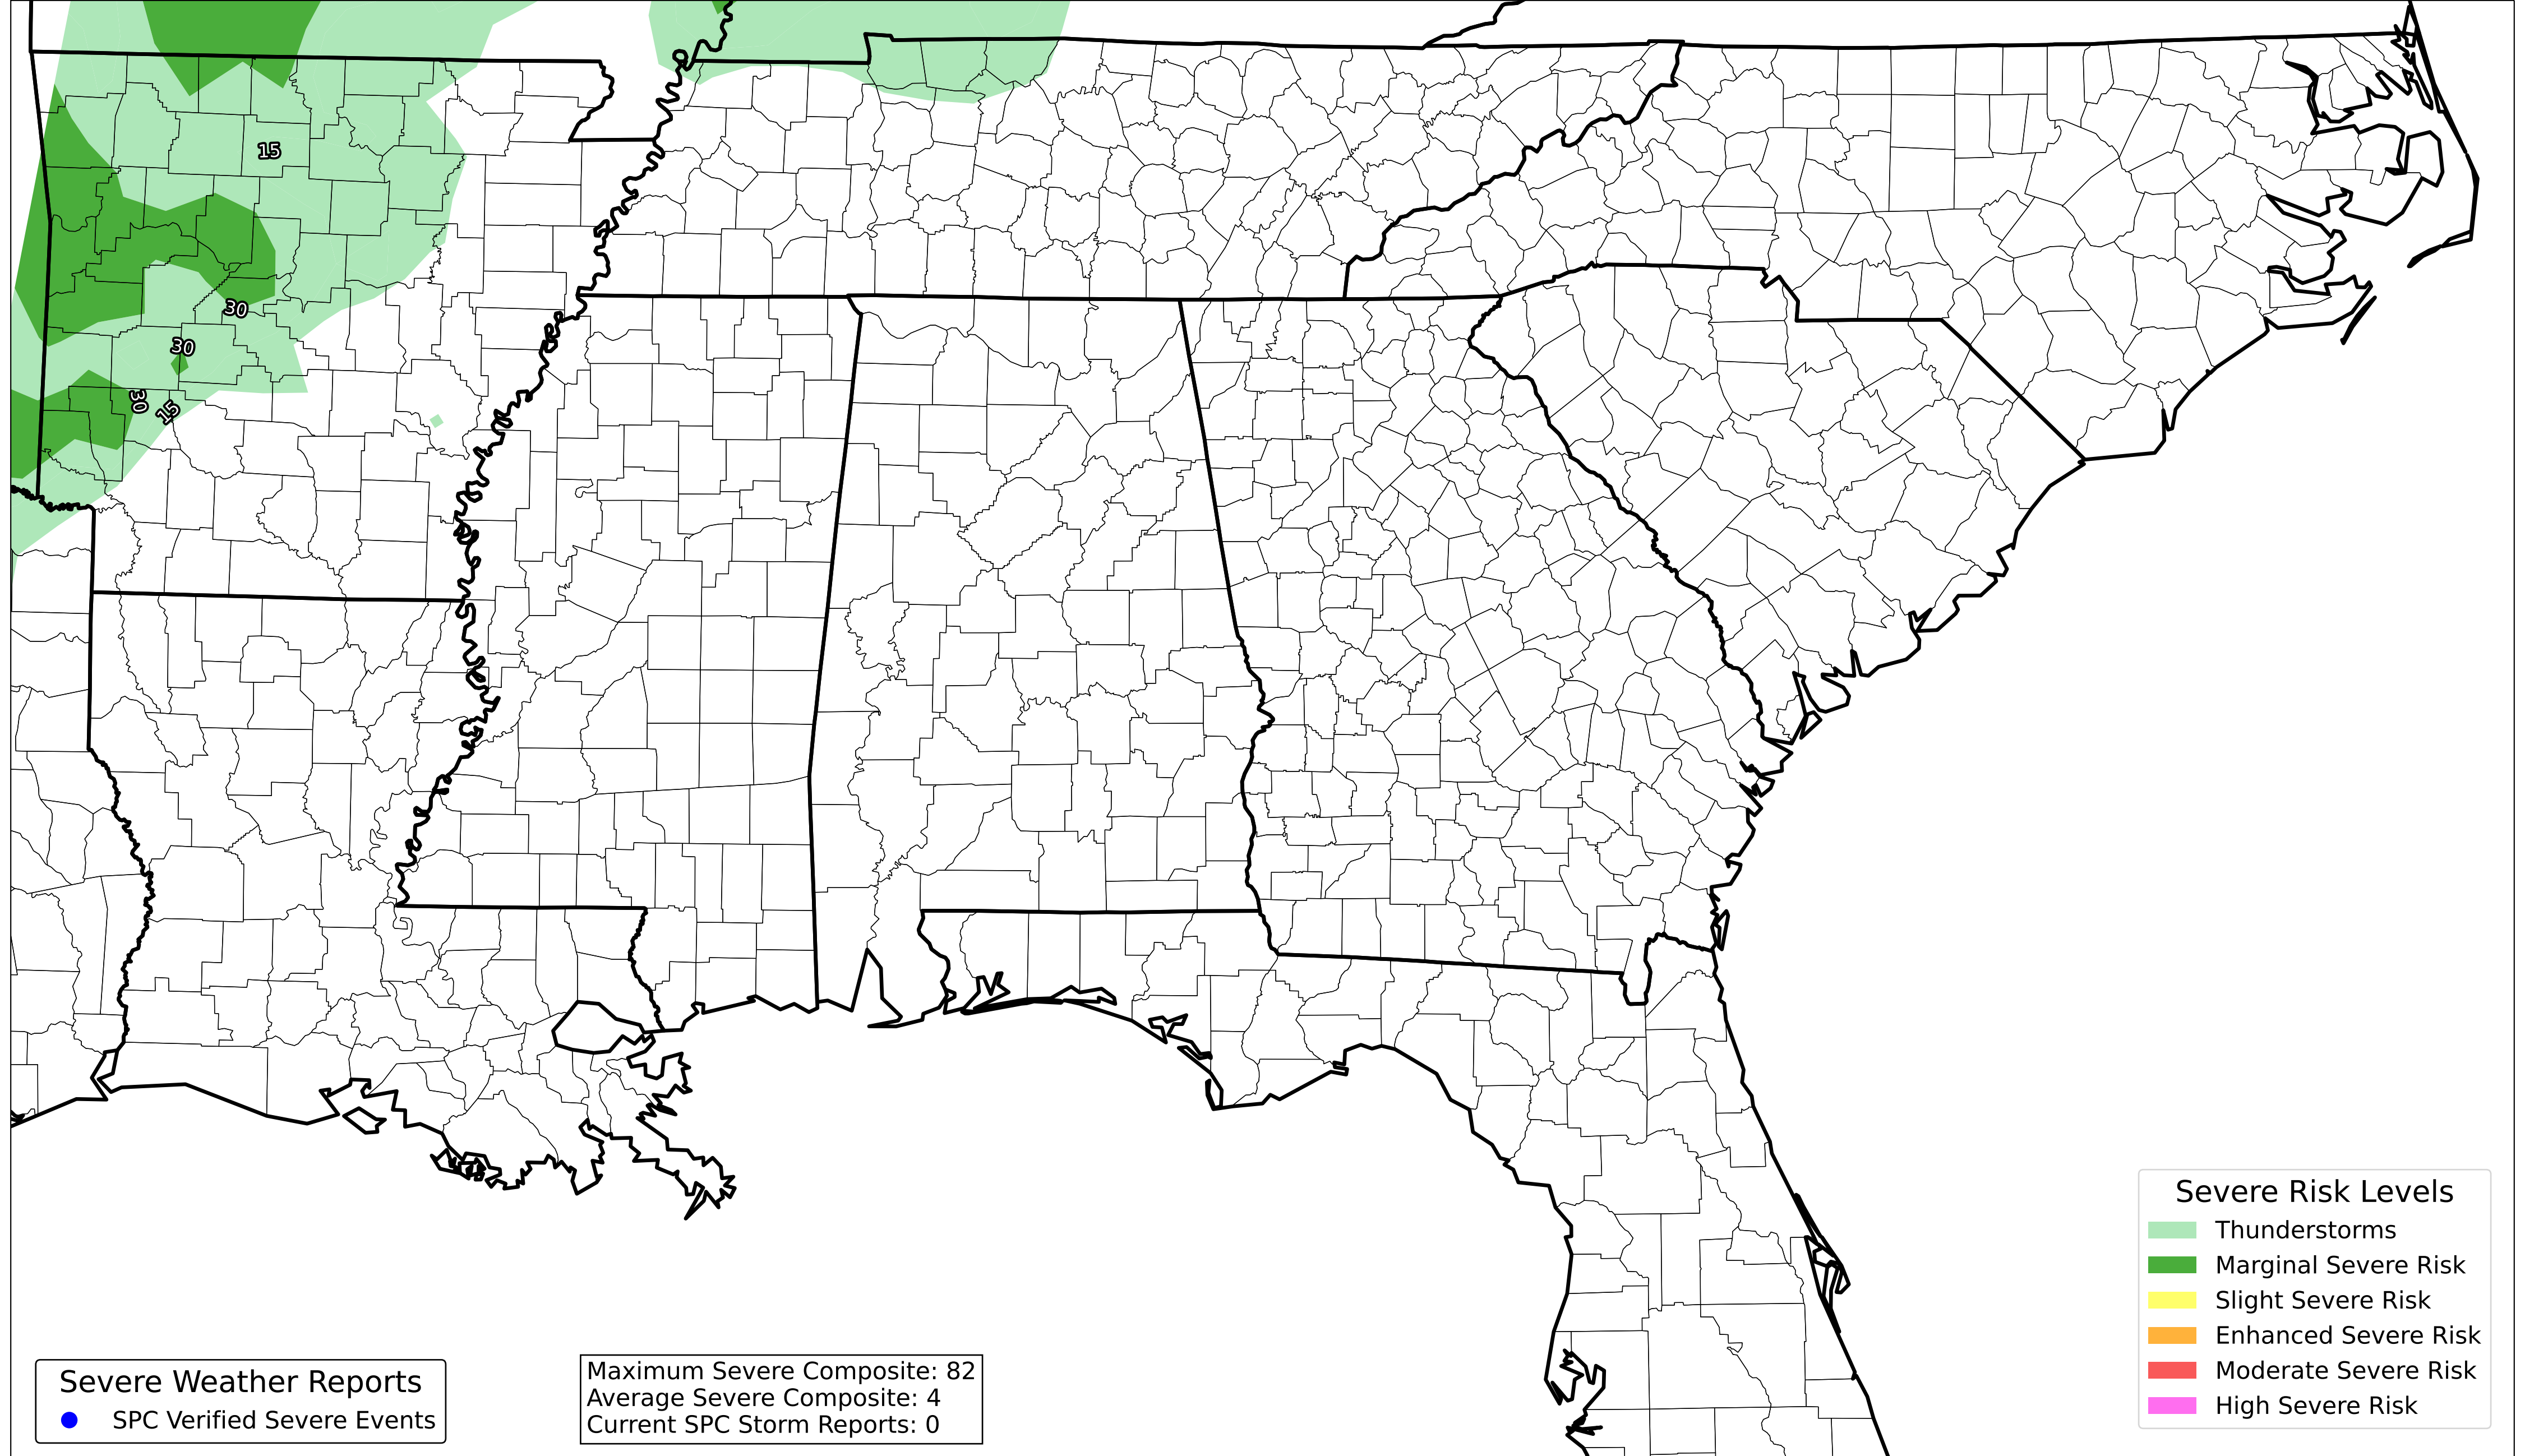 15
30
30
30
15
Severe Risk Levels
Thunderstorms
Marginal Severe Risk
Slight Severe Risk
Enhanced Severe Risk
Moderate Severe Risk
High Severe Risk
Severe Weather Reports
SPC Verified Severe Events
Maximum Severe Composite: 82
Average Severe Composite: 4
Current SPC Storm Reports: 0